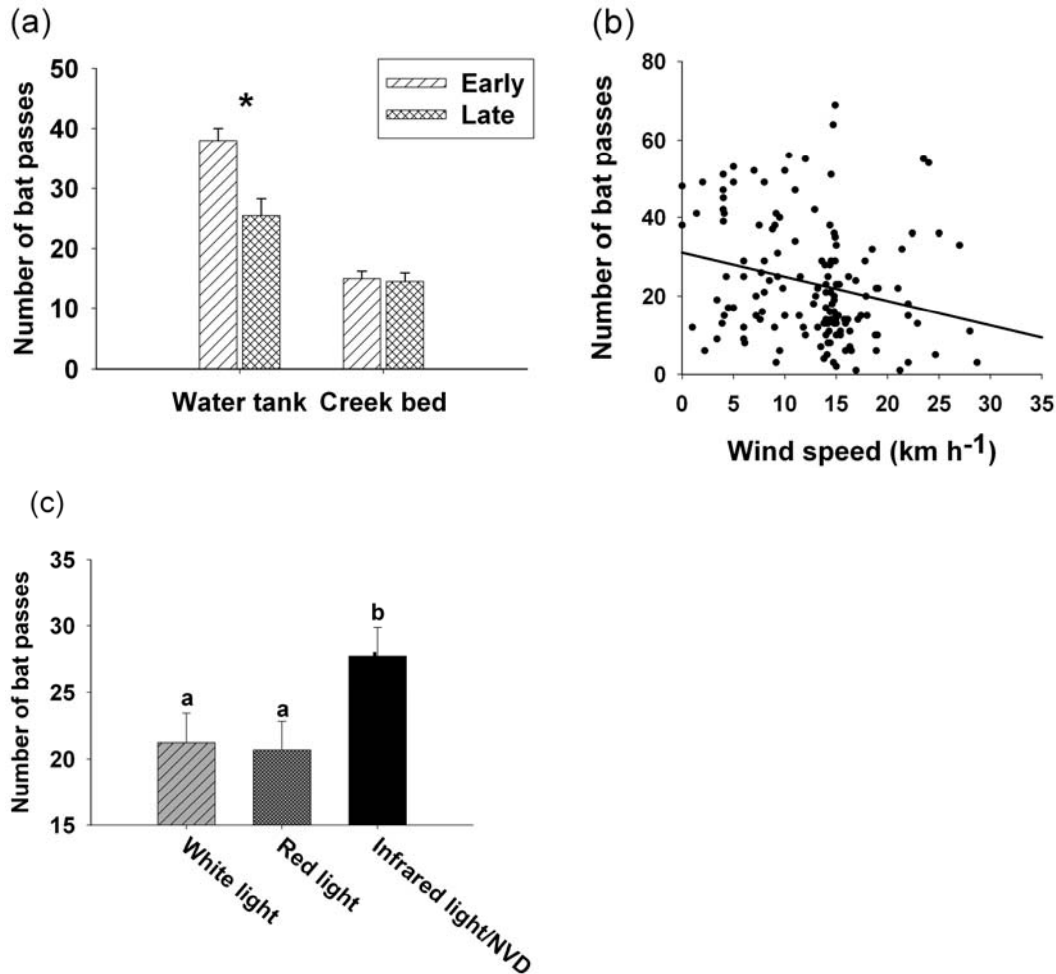 (a)
Number of bat passes
50
40
30
20
10
0
*
Early
Late
Water tank Creek bed
(b)
Number of bat passes
80
60
40
20
0
0 5 10 15 20 25 30 35
Wind speed (km h-1)
(c)
Number of bat passes
35
30
25
20
15
a
a
b
White light
Red light
Infrared light/NVD